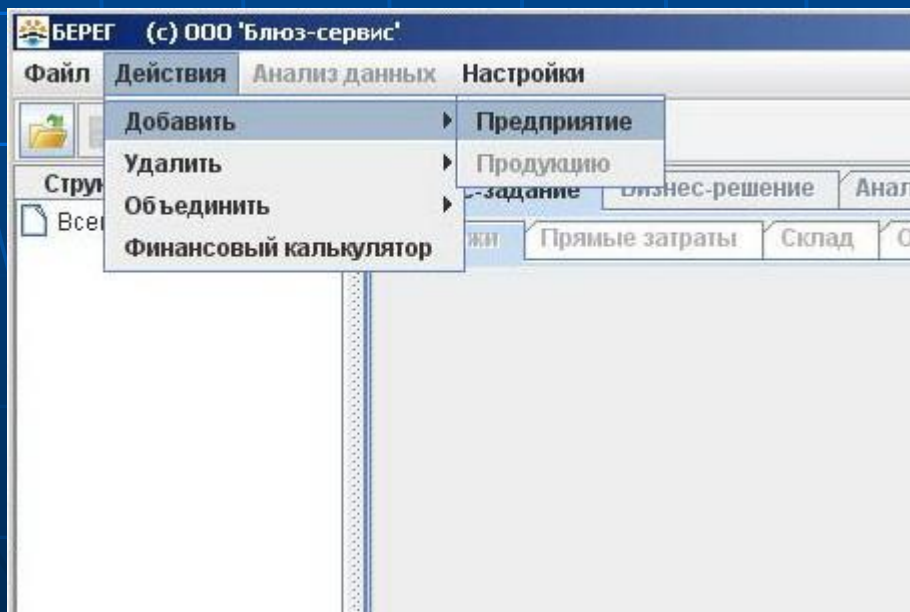 БЕРЕГ (с) ООО 'Блюз-сервис'
Файл Действия Анализ данных Настройки
Добавить Предприятие
Удалить Продукцию
Объединить
Финансовый калькулятор
Бизнес-решение
Прямые затраты Склад